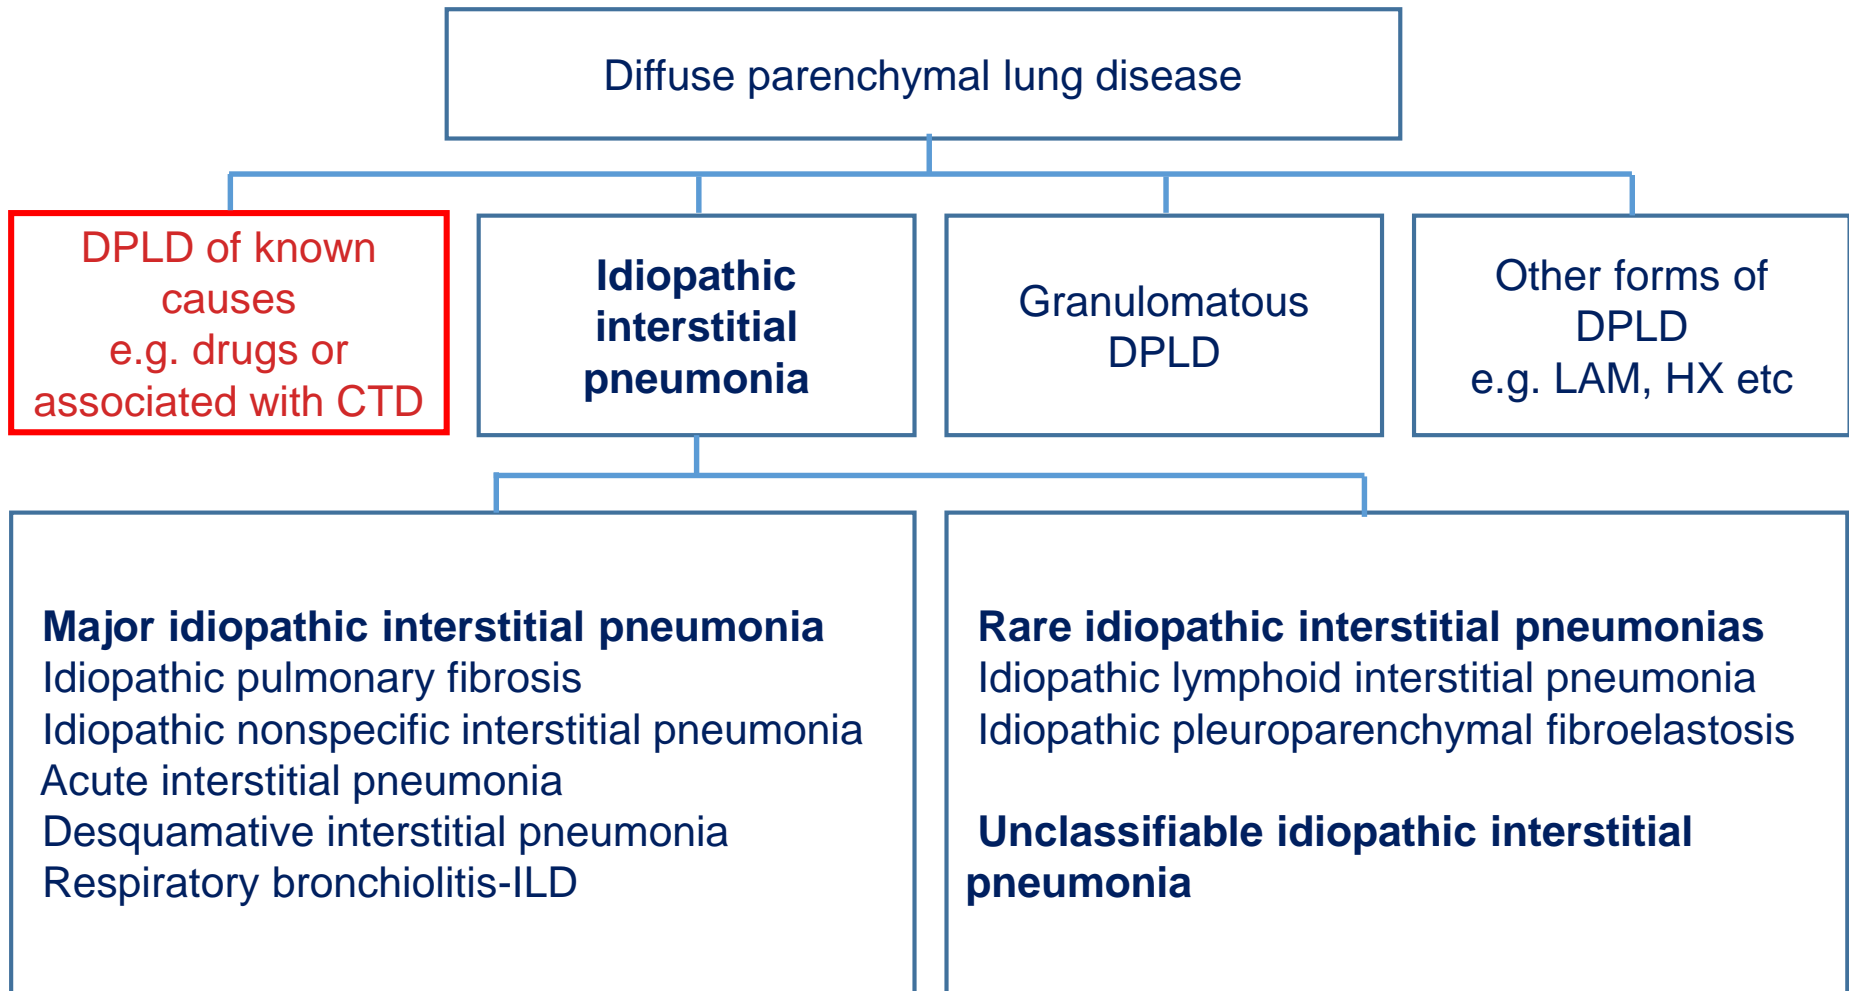 Diffuse parenchymal lung disease
DPLD of known
causes
e.g. drugs or
associated with CTD
Idiopathic
interstitial
pneumonia
Granulomatous
DPLD
Other forms of
DPLD
e.g. LAM, HX etc
Major idiopathic interstitial pneumonia
Idiopathic pulmonary fibrosis
Idiopathic nonspecific interstitial pneumonia
Acute interstitial pneumonia
Desquamative interstitial pneumonia
Respiratory bronchiolitis-ILD
Rare idiopathic interstitial pneumonias
Idiopathic lymphoid interstitial pneumonia
Idiopathic pleuroparenchymal fibroelastosis
Unclassifiable idiopathic interstitial
pneumonia